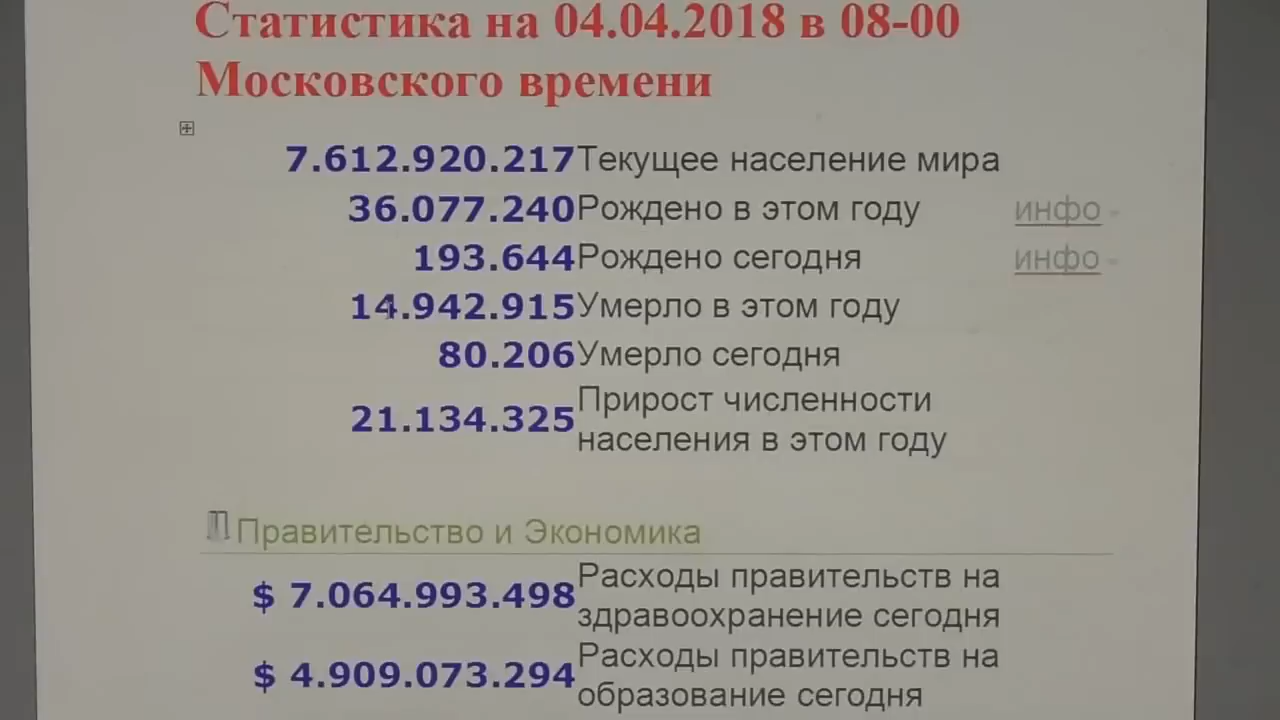 Статистика на 04.04.2018 в 08-00
Московского времени
7.612.920.217 Текущее население мира
36.077.240 Рождено в этом году инфо
193.644 Рождено сегодня инфо
14.942.915 Умерло в этом году
80.206 Умерло сегодня
21.134.325 Прирост численности
населения в этом году
Правительство и Экономика
$ 7.064.993.498 Расходы правительств на
здравоохранение сегодня
$ 4.909.073.294 Расходы правительств на
образование сегодня